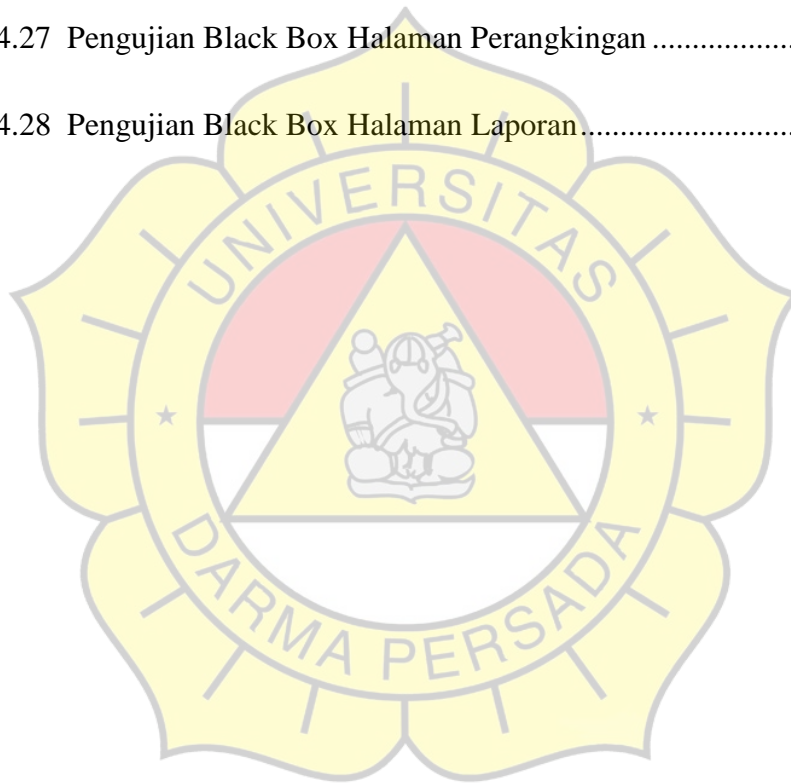 4.27 Pengujian Black Box Halaman Perangkingan ..................
4.28 Pengujian Black Box Halaman Laporan...........................
UNIVERSITAS
DARMA PERSADA